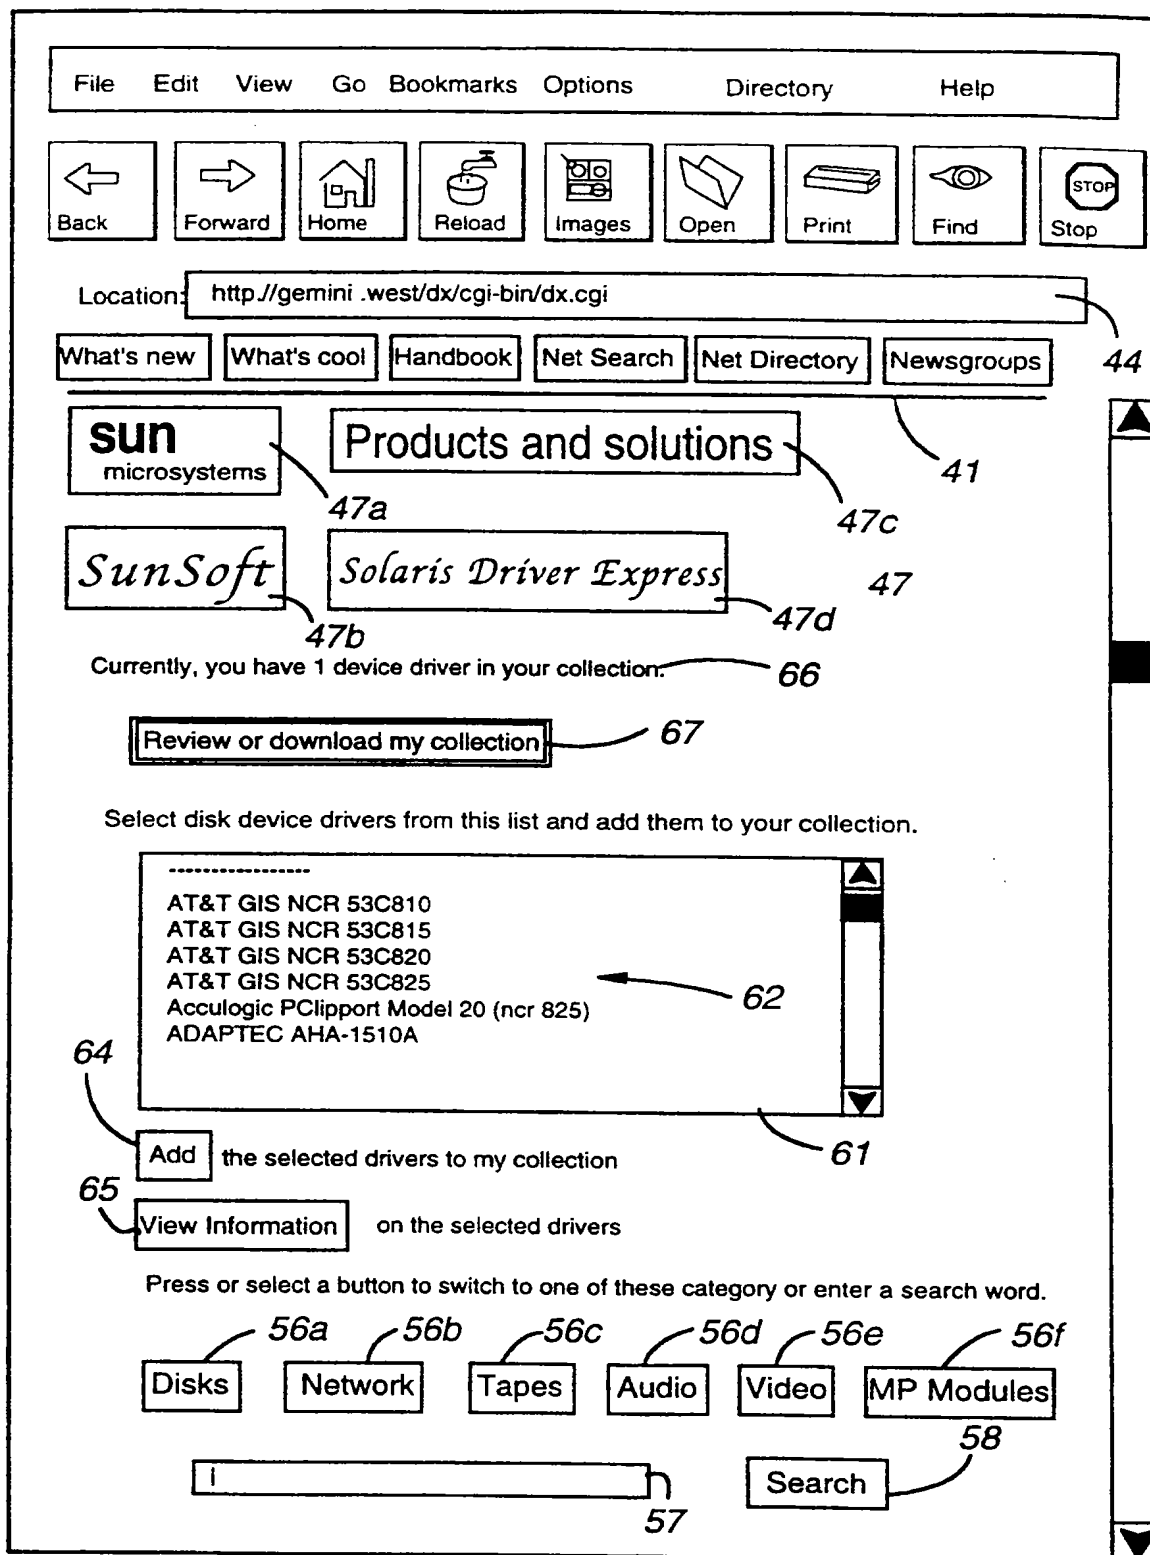 File Edit View Go Bookmarks Options Directory Help
Back Forward Home Reload Images Open Print Find STOP Stop
Location: http://gemini .west/dx/cgi-bin/dx.cgi
What's new What's cool Handbook Net Search Net Directory Newsgroups 44
sun microsystems Products and solutions 41
47a 47c
SunSoft Solaris Driver Express 47
47b 47d
Currently, you have 1 device driver in your collection. 66
Review or download my collection 67
Select disk device drivers from this list and add them to your collection.
------------------
AT&T GIS NCR 53C810
AT&T GIS NCR 53C815
AT&T GIS NCR 53C820
AT&T GIS NCR 53C825
62
Acculogic PClipport Model 20 (ncr 825)
ADAPTEC AHA-1510A
64
Add the selected drivers to my collection 61
65
View Information on the selected drivers
Press or select a button to switch to one of these category or enter a search word.
56a 56b 56c 56d 56e 56f
Disks Network Tapes Audio Video MP Modules
58
Search
57